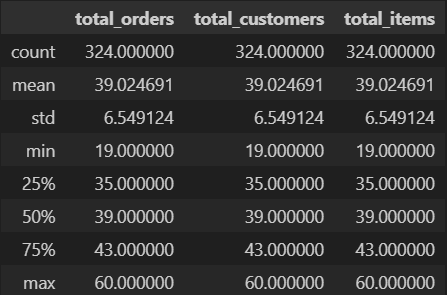 total_orders total_customers total_items
count 324.000000 324.000000 324.000000
mean 39.024691 39.024691 39.024691
std 6.549124 6.549124 6.549124
min 19.000000 19.000000 19.000000
25% 35.000000 35.000000 35.000000
50% 39.000000 39.000000 39.000000
75% 43.000000 43.000000 43.000000
max 60.000000 60.000000 60.000000